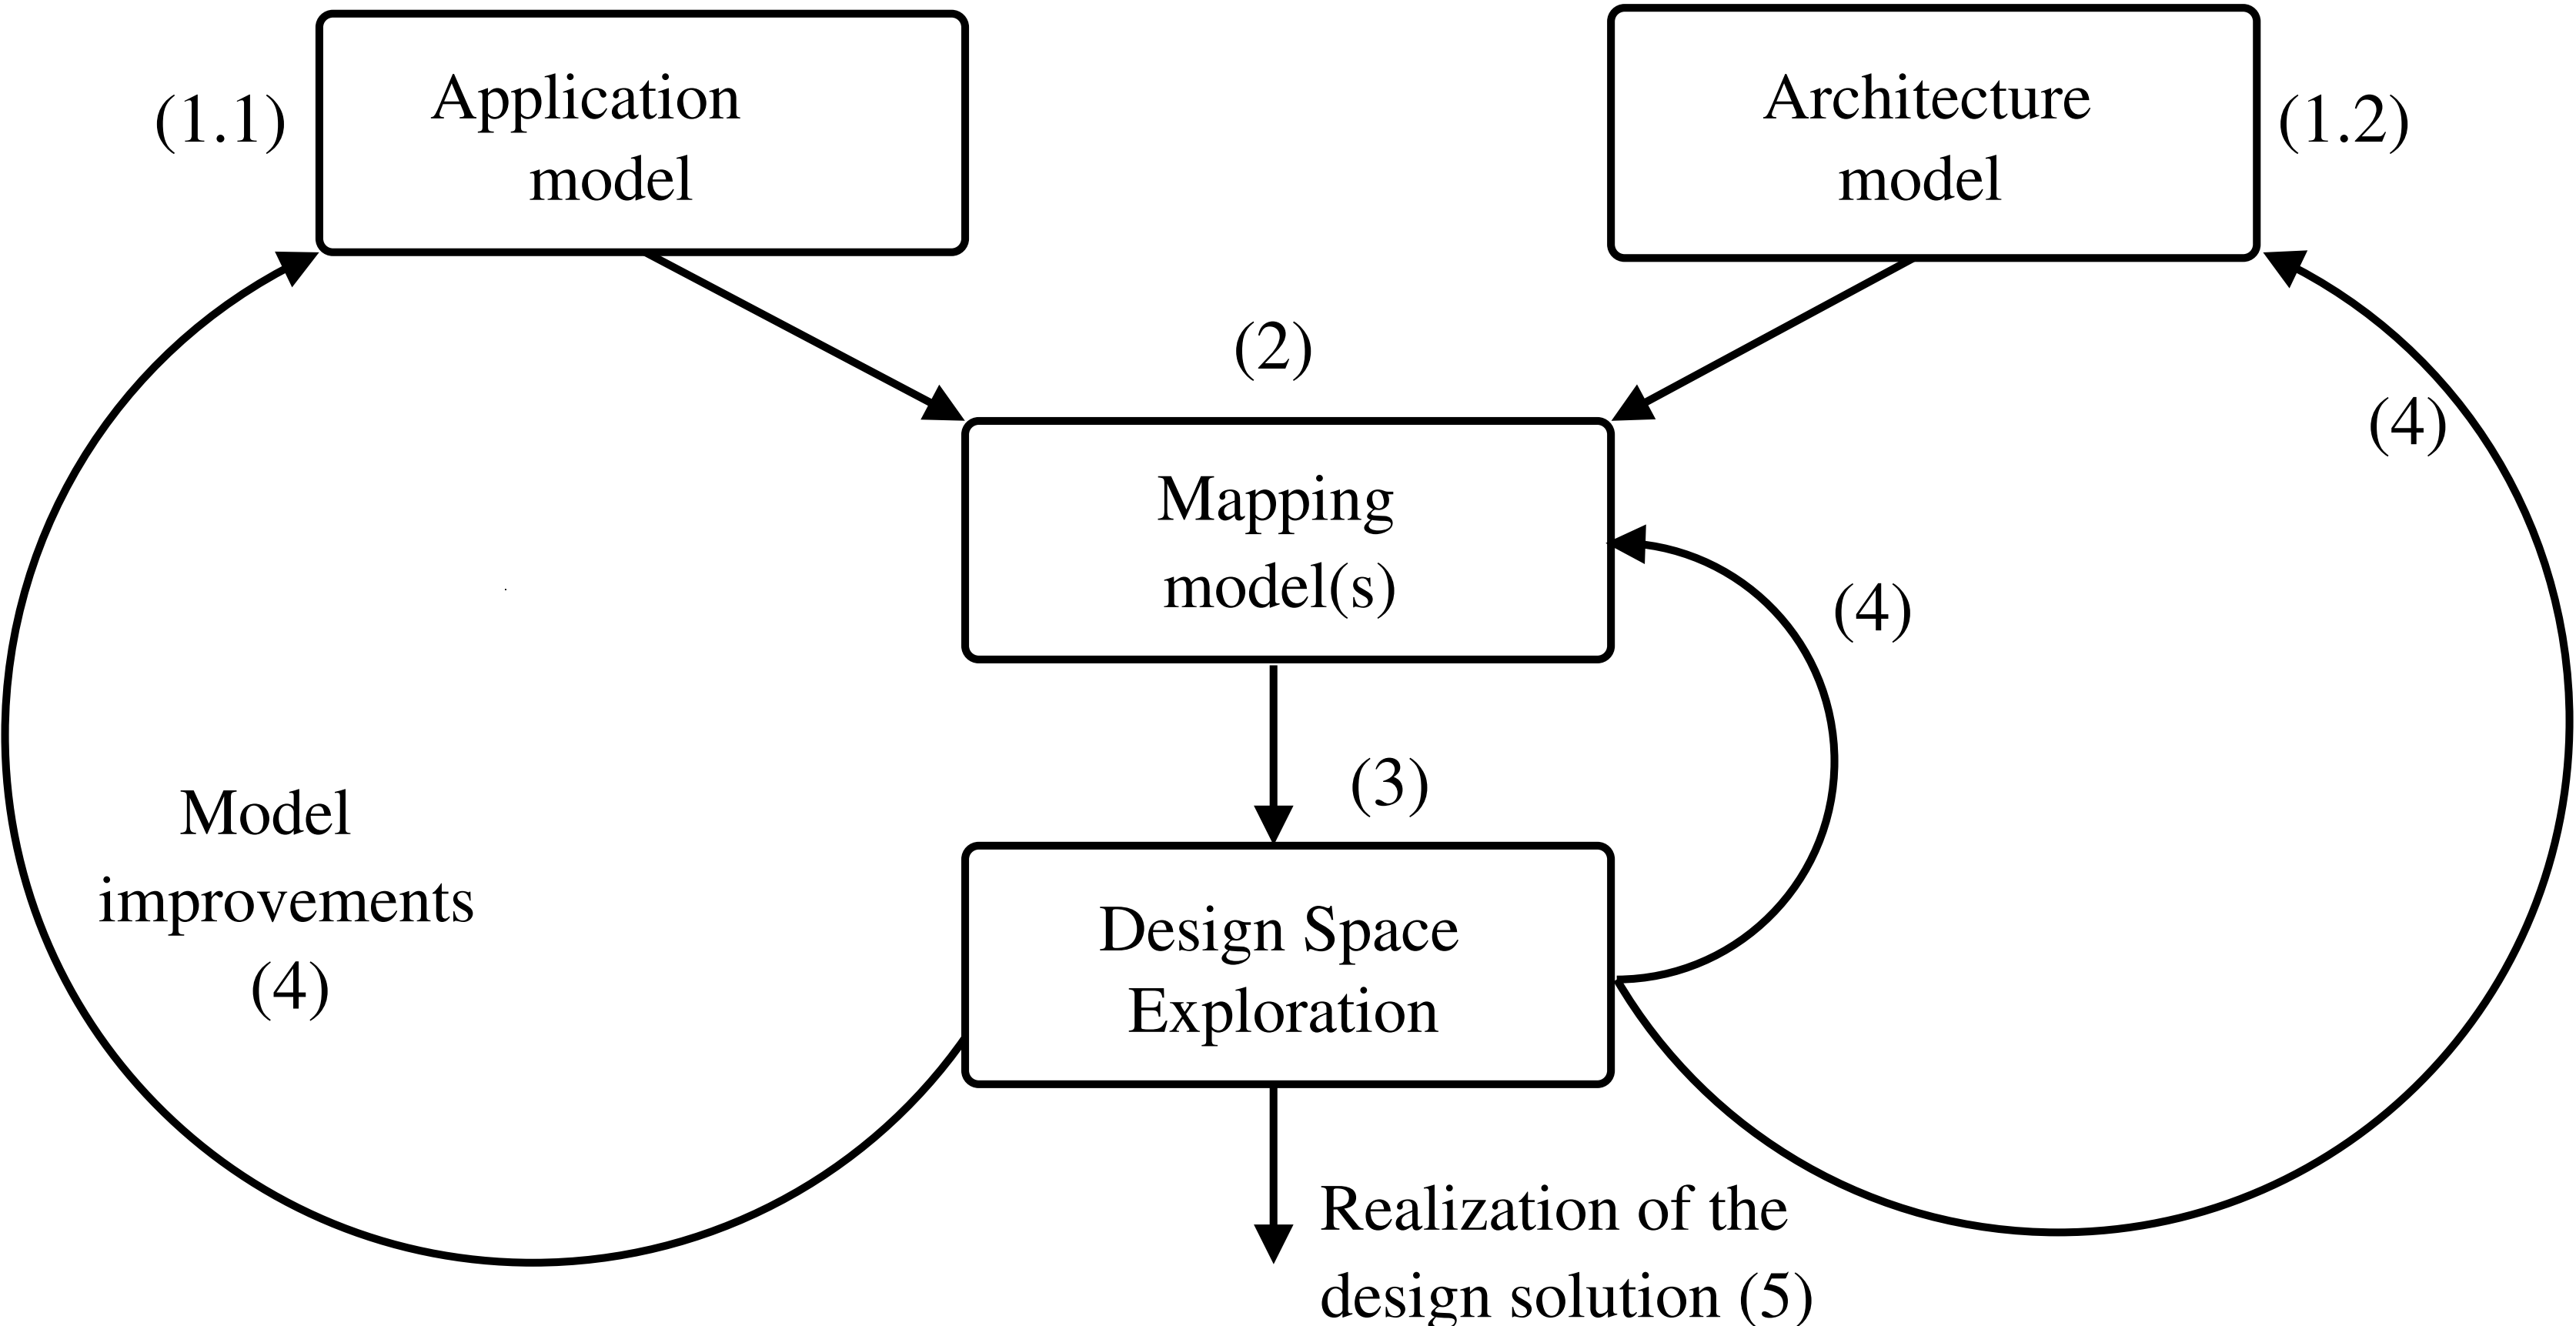 (1.1)
Application
model
Architecture
model
(1.2)
(2)
Mapping
model(s)
(4)
(4)
(3)
Model
improvements
(4)
Design Space
Exploration
Realization of the
design solution (5)